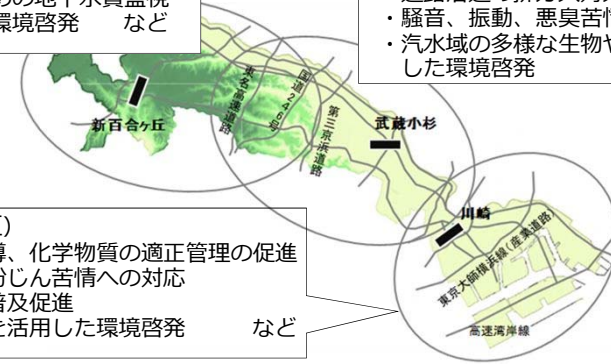 の地下水質監視
環境啓発　など
・騒音、振動、悪臭苦情
・汽水域の多様な生物や
した環境啓発
新百合ヶ丘
東名高速道路
国道246号
第三京浜道路
武蔵小杉
川崎
東京大師横浜線(産業道路)
高速湾岸線
導、化学物質の適正管理の促進
粉じん苦情への対応
普及促進
を活用した環境啓発　など